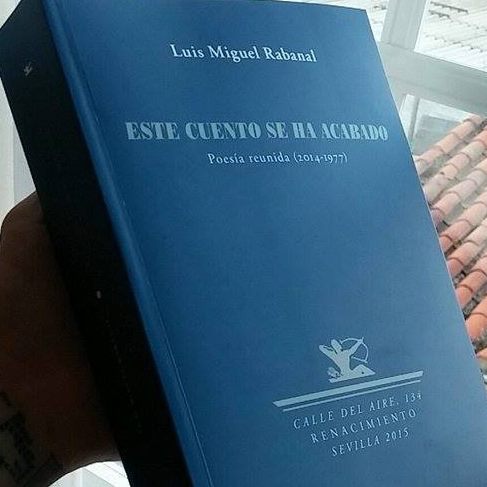 Luis Miguel Rabanal
ESTE CUENTO SE HA ACABADO
Poesía reunida (2014-1977)
CALLE DEL AIRE, 134
RENACIMIENTO
SEVILLA 2015